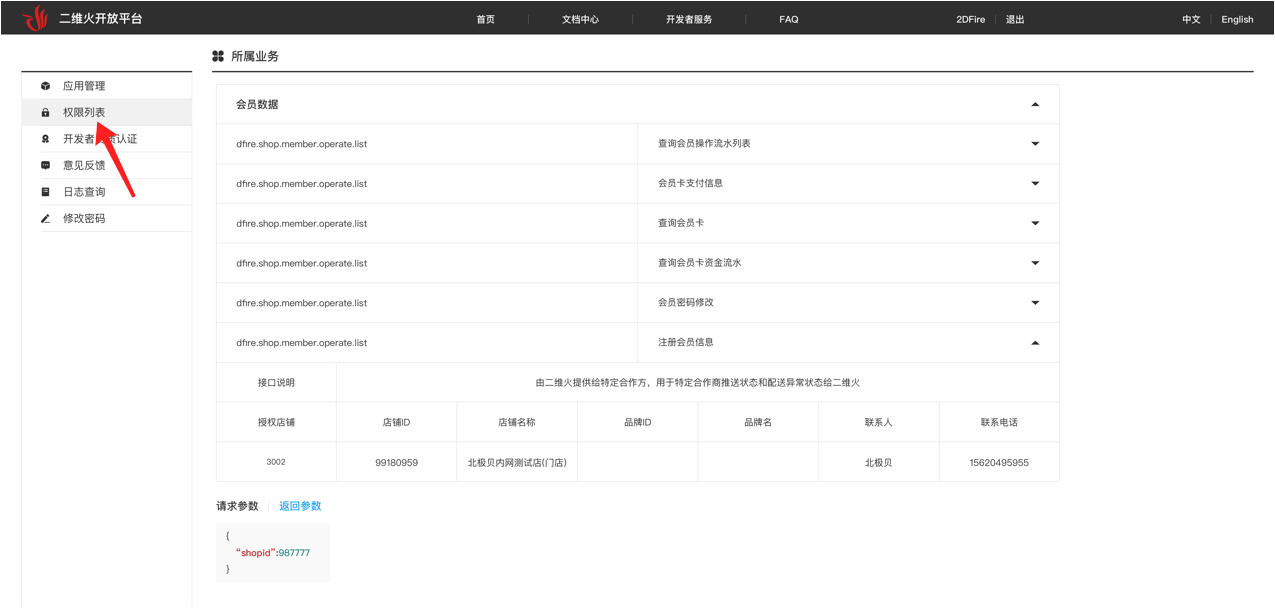 二维火开放平台 首页 文档中心 开发者服务 FAQ 2DFire 退出 中文 English
应用管理
权限列表
开发者 认证
意见反馈
日志查询
修改密码
所属业务
会员数据
dfire.shop.member.operate.list 查询会员操作流水列表
dfire.shop.member.operate.list 会员卡支付信息
dfire.shop.member.operate.list 查询会员卡
dfire.shop.member.operate.list 查询会员卡资金流水
dfire.shop.member.operate.list 会员密码修改
dfire.shop.member.operate.list 注册会员信息
接口说明 由二维火提供给特定合作方，用于特定合作商推送状态和配送异常状态给二维火
授权店铺 店铺ID 店铺名称 品牌ID 品牌名 联系人 联系电话
3002 99180959 北极贝内网测试店(门店) 北极贝 15620495955
请求参数 返回参数
{
“shopid”:987777
}